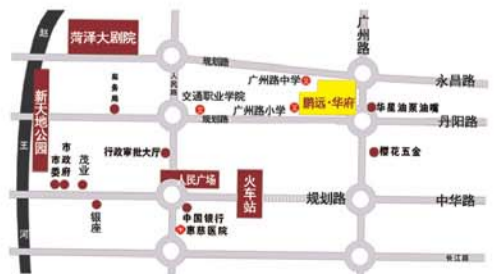 赵
王
河
菏泽大剧院
新天地公园
规划路
人民路
广州路
永昌路
广州路中学
交通职业学院
广州路小学
鹏远·华府
华星油泵油嘴
规划路
丹阳路
行政审批大厅
樱花五金
市委
市政府
茂业
银座
人民广场
火车站
规划路
中华路
中国银行
惠慈医院
长江路